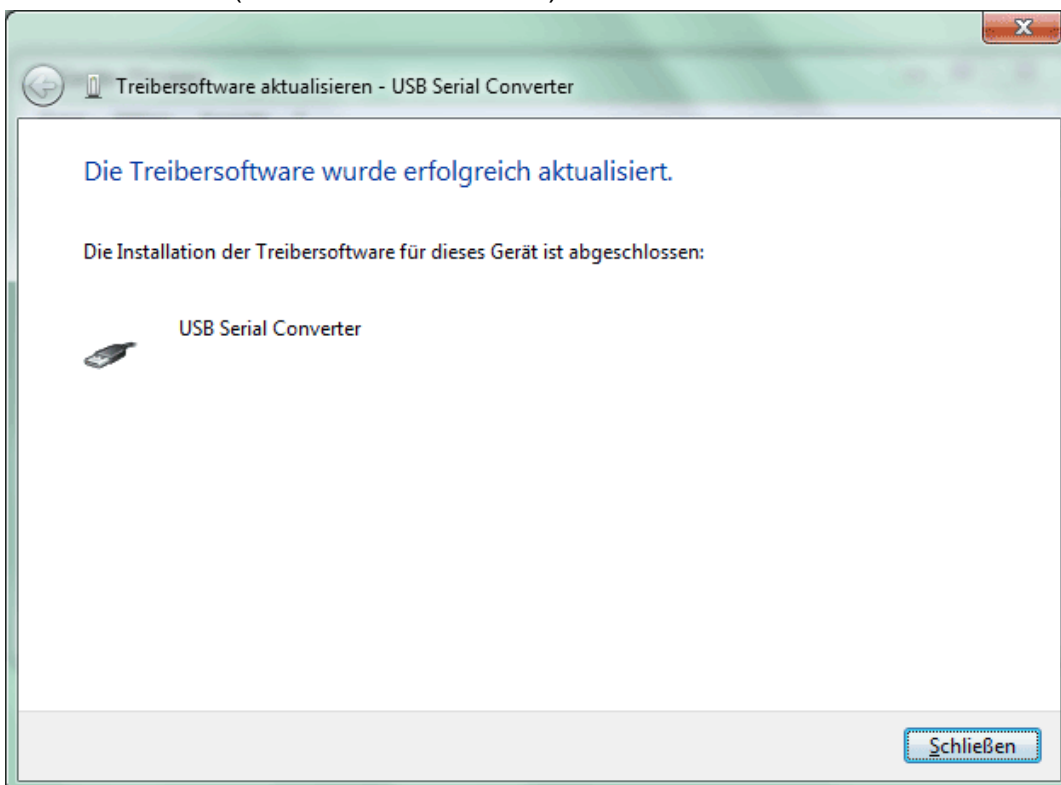 Treibersoftware aktualisieren - USB Serial Converter
Die Treibersoftware wurde erfolgreich aktualisiert.
Die Installation der Treibersoftware für dieses Gerät ist abgeschlossen:
USB Serial Converter
Schließen